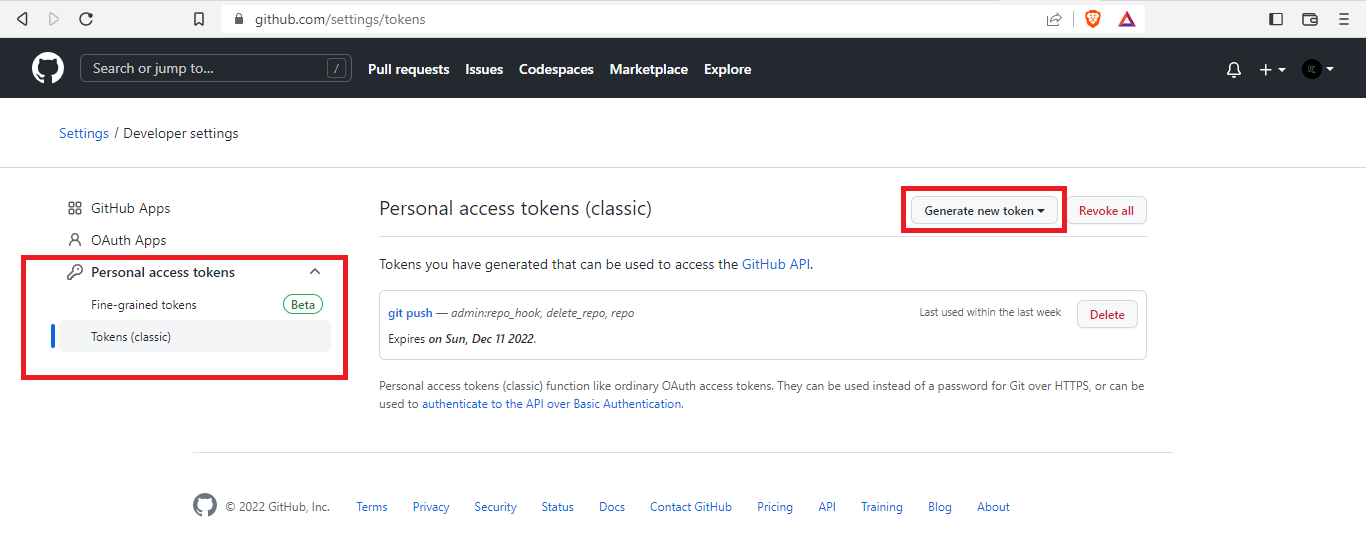 github.com/settings/tokens
Search or jump to... /
Pull requests Issues Codespaces Marketplace Explore
Settings / Developer settings
GitHub Apps
OAuth Apps
Personal access tokens
Fine-grained tokens Beta
Tokens (classic)
Personal access tokens (classic) Generate new token Revoke all
Tokens you have generated that can be used to access the GitHub API.
git push — admin:repo_hook, delete_repo, repo Last used within the last week Delete
Expires on Sun, Dec 11 2022.
Personal access tokens (classic) function like ordinary OAuth access tokens. They can be used instead of a password for Git over HTTPS, or can be
used to authenticate to the API over Basic Authentication.
© 2022 GitHub, Inc. Terms Privacy Security Status Docs Contact GitHub Pricing API Training Blog About